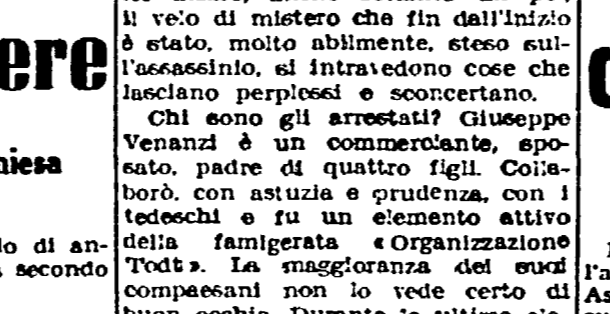 il velo di mistero che fin dall'inizio
è stato, molto abilmente, steso sul-
l'assassinio, si intravedono cose che
lasciano perplessi e sconcertano.
Chi sono gli arrestati? Giuseppe
Venanzi è un commerciante, spo-
sato, padre di quattro figli. Colla-
borò, con astuzia e prudenza, con i
tedeschi e fu un elemento attivo
della famigerata «Organizzazione
Todt». La maggioranza dei suoi
compaesani non lo vede certo di
ere
iesa
lo di an-
secondo
l'a
As